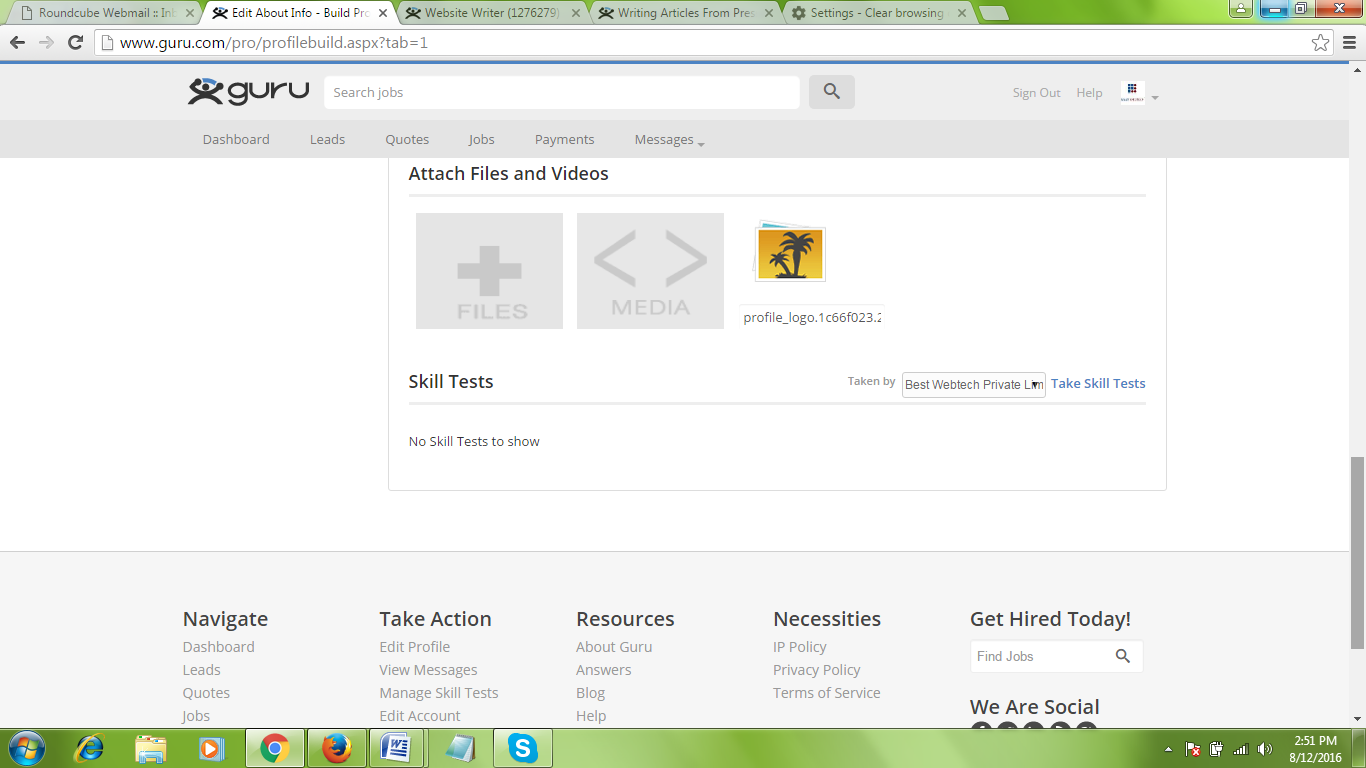 Roundcube Webmail :: Inb
Edit About Info - Build Pro
Website Writer (1276279)
Writing Articles From Pres
Settings - Clear browsing
www.guru.com/pro/profilebuild.aspx?tab=1
guru
Search jobs
Sign Out
Help
Dashboard
Leads
Quotes
Jobs
Payments
Messages
Attach Files and Videos
FILES
MEDIA
profile_logo.1c66f023.2
Skill Tests
Taken by
Best Webtech Private Lim
Take Skill Tests
No Skill Tests to show
Navigate
Dashboard
Leads
Quotes
Jobs
Take Action
Edit Profile
View Messages
Manage Skill Tests
Edit Account
Resources
About Guru
Answers
Blog
Help
Necessities
IP Policy
Privacy Policy
Terms of Service
Get Hired Today!
Find Jobs
We Are Social
2:51 PM
8/12/2016